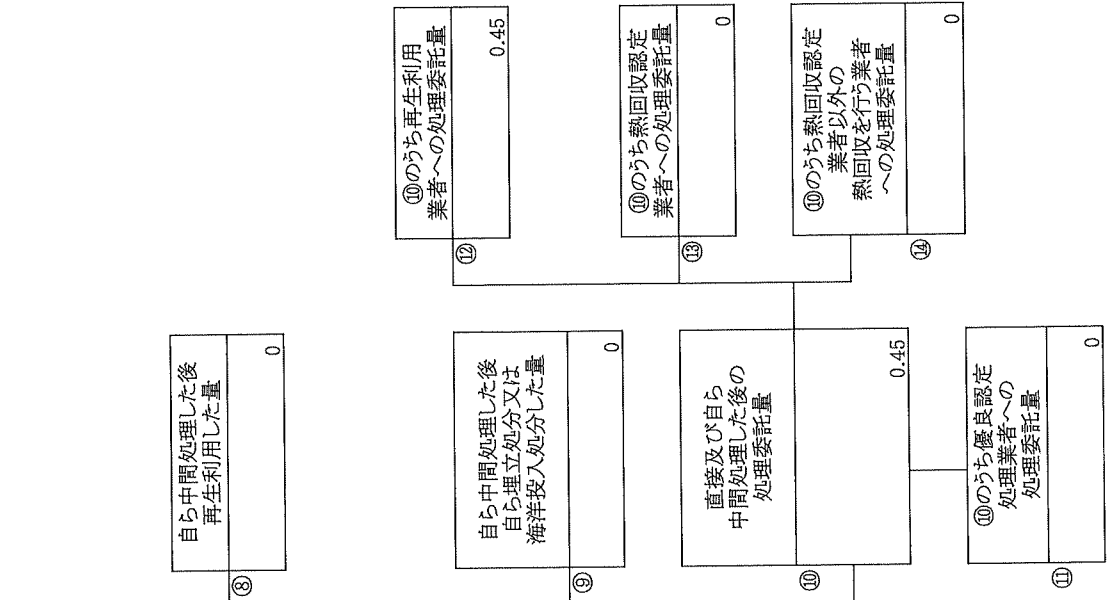 ⑧
自ら中間処理した後
再生利用した量
0
⑨
自ら中間処理した後
自ら埋立処分又は
海洋投入処分した量
0
⑩
直接及び自ら
中間処理した後の
処理委託量
0.45
⑪
⑩のうち優良認定
処理業者への
処理委託量
0
⑫
⑩のうち再生利用
業者への処理委託量
0.45
⑬
⑩のうち熱回収認定
業者への処理委託量
0
⑭
⑩のうち熱回収認定
業者以外の
熱回収を行う業者
への処理委託量
0